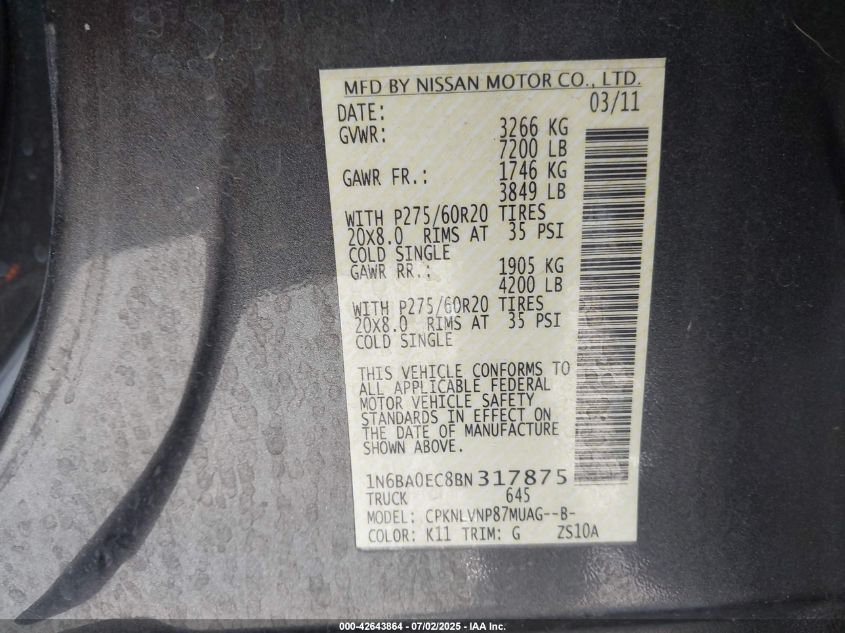 MFD BY NISSAN MOTOR CO., LTD.
DATE: 03/11
GVWR: 3266 KG
7200 LB
GAWR FR.: 1746 KG
3849 LB
WITH P275/60R20 TIRES
20X8.0 RIMS AT 35 PSI
COLD SINGLE
GAWR RR.: 1905 KG
4200 LB
WITH P275/60R20 TIRES
20X8.0 RIMS AT 35 PSI
COLD SINGLE
THIS VEHICLE CONFORMS TO
ALL APPLICABLE FEDERAL
MOTOR VEHICLE SAFETY
STANDARDS IN EFFECT ON
THE DATE OF MANUFACTURE
SHOWN ABOVE.
1N6BA0EC8BN317875
TRUCK 645
MODEL: CPKNLVNP87MUAG--B-
COLOR: K11 TRIM: G ZS10A
000-42643864 - 07/02/2025 - IAA Inc.